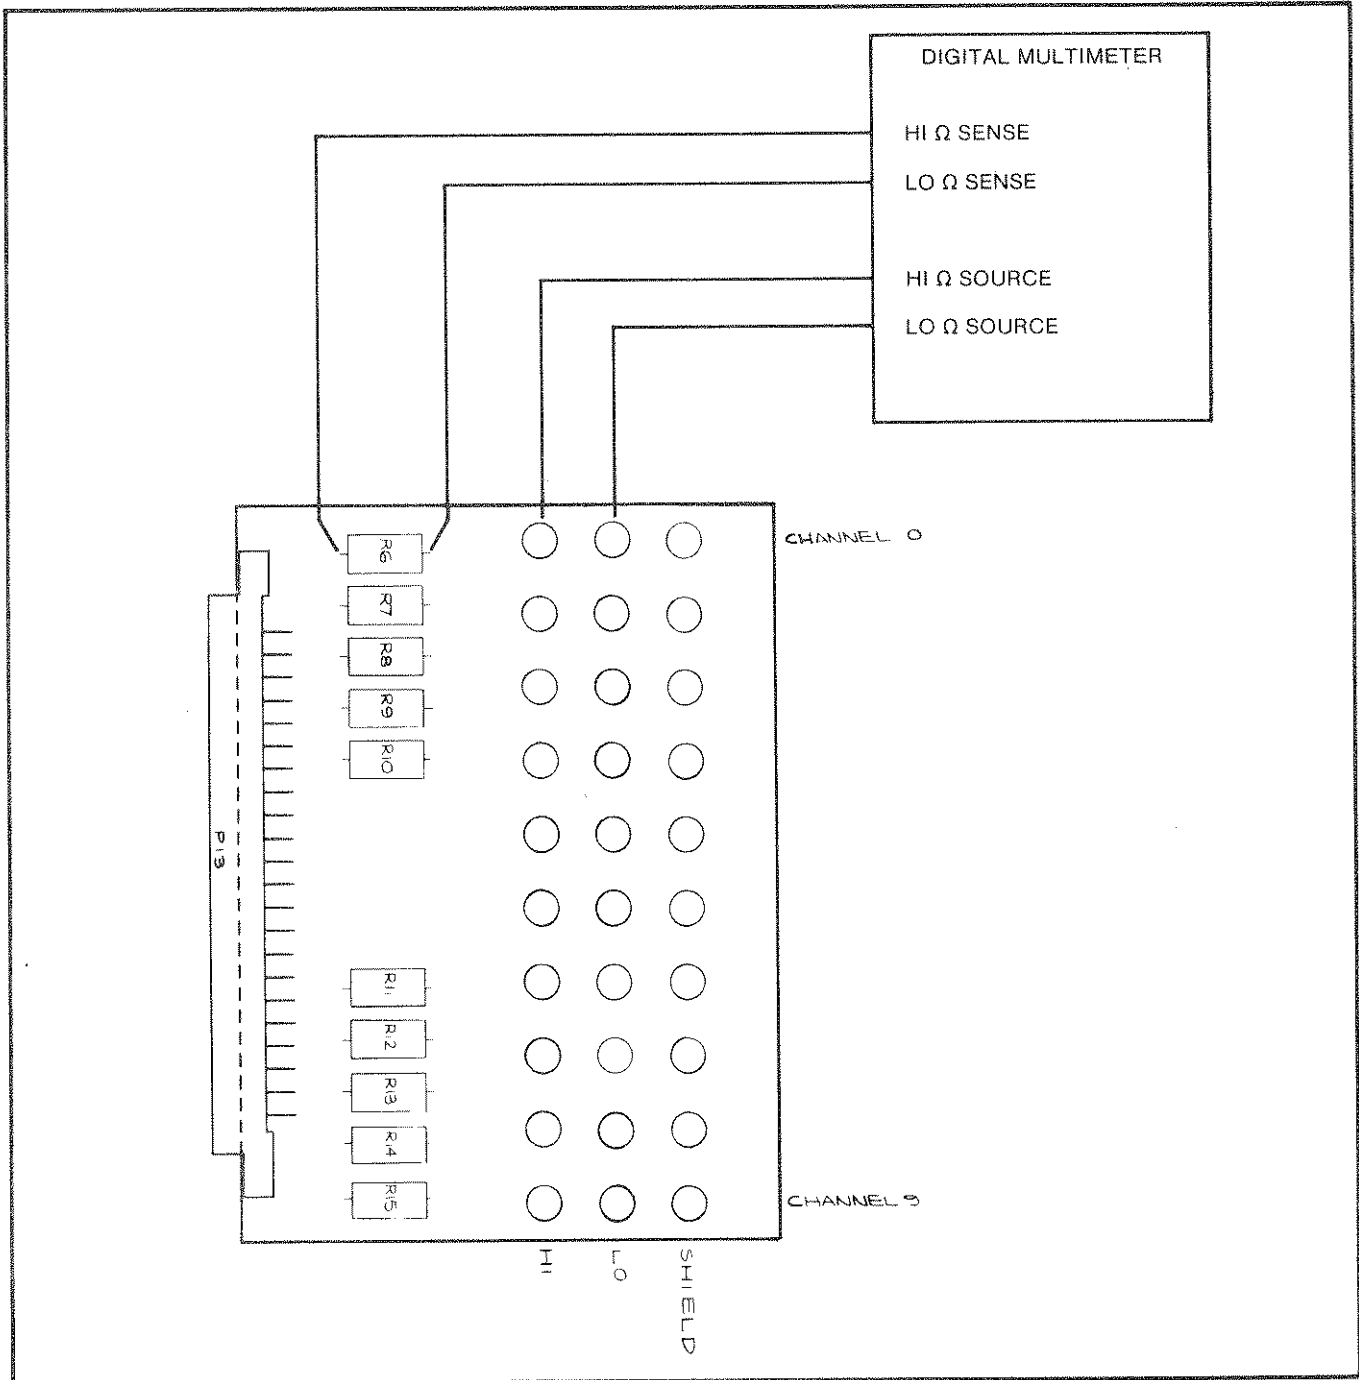 DIGITAL MULTIMETER
HI Ω SENSE
LO Ω SENSE
HI Ω SOURCE
LO Ω SOURCE
CHANNEL 0
R6
R7
R8
R9
R10
P13
R11
R12
R13
R14
R15
CHANNEL 9
HI
LO
SHIELD